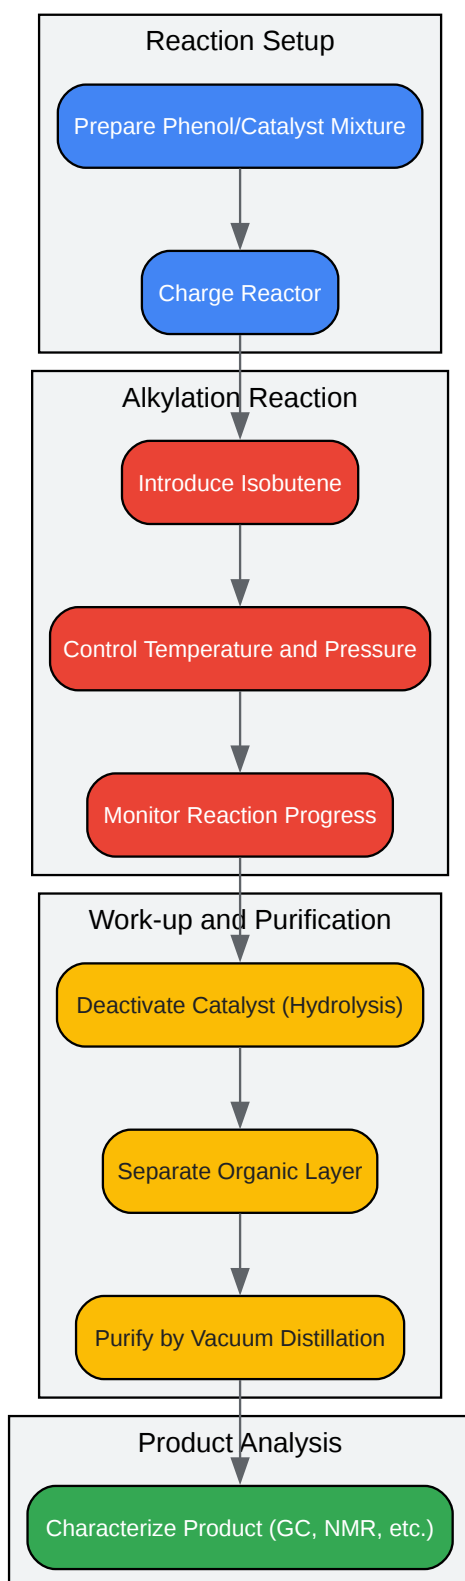 Reaction Setup
Prepare Phenol/Catalyst Mixture
Charge Reactor
Alkylation Reaction
Introduce Isobutene
Control Temperature and Pressure
Monitor Reaction Progress
Work-up and Purification
Deactivate Catalyst (Hydrolysis)
Separate Organic Layer
Purify by Vacuum Distillation
Product Analysis
Characterize Product (GC, NMR, etc.)